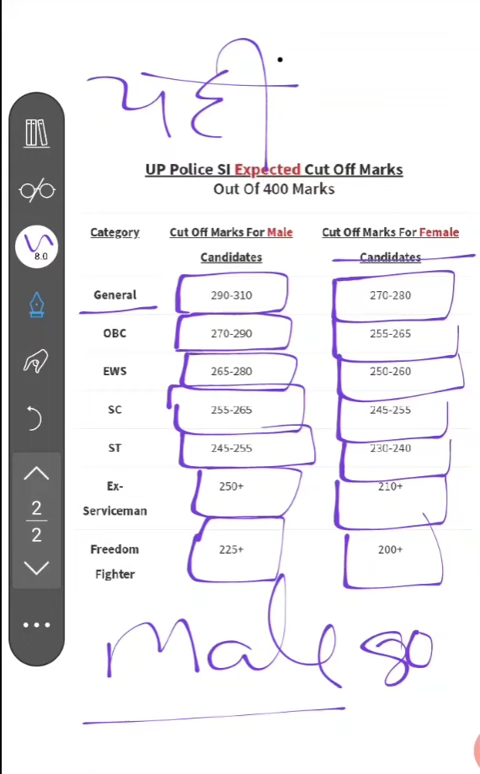 यही
UP Police SI Expected Cut Off Marks
Out Of 400 Marks
Category Cut Off Marks For Male Candidates Cut Off Marks For Female Candidates
General 290-310 270-280
OBC 270-290 255-265
EWS 265-280 250-260
SC 255-265 245-255
ST 245-255 230-240
Ex-Serviceman 250+ 210+
Freedom Fighter 225+ 200+
Male 80
8.0
2
2